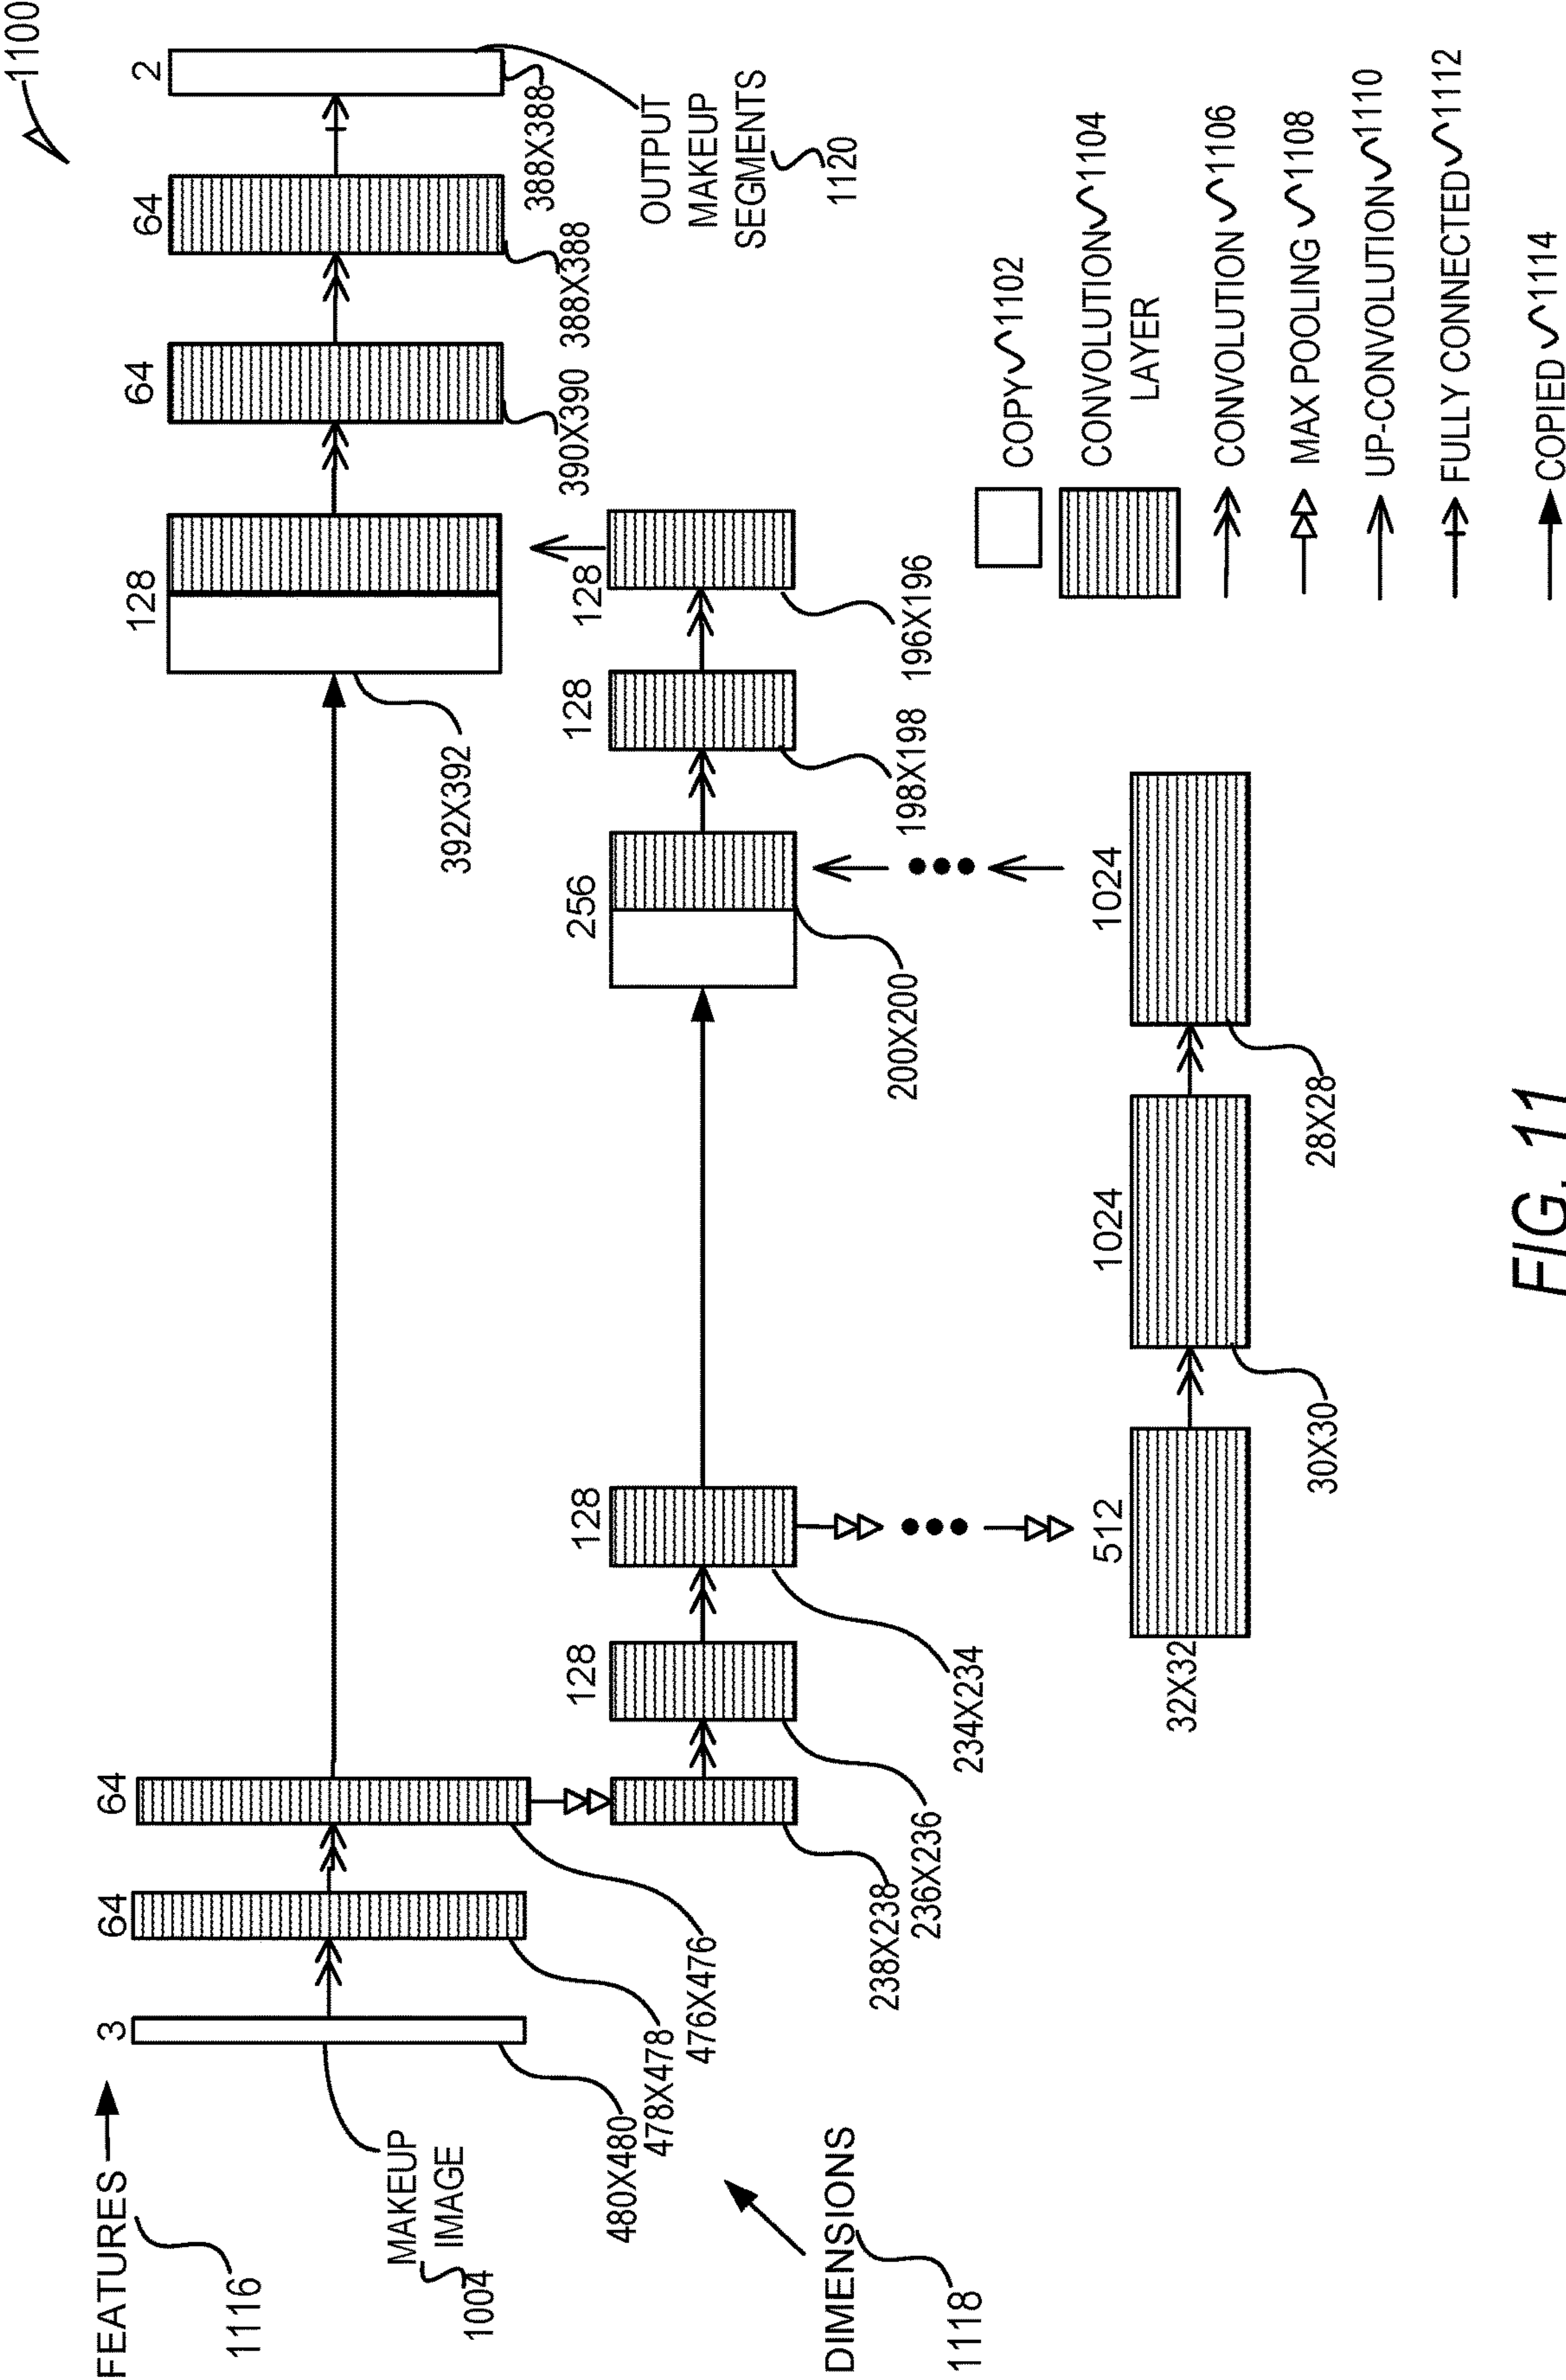 1100
FEATURES
1116
3
64
64
128
64
64
2
MAKEUP
IMAGE
1004
480X480
478X478
476X476
392X392
390X390
388X388
388X388
OUTPUT
MAKEUP
SEGMENTS
1120
DIMENSIONS
1118
128
128
256
128
128
238X238
236X236
234X234
200X200
198X198
196X196
512
1024
1024
32X32
30X30
28X28
COPY 1102
CONVOLUTION 1104
LAYER
CONVOLUTION 1106
MAX POOLING 1108
UP-CONVOLUTION 1110
FULLY CONNECTED 1112
COPIED 1114
FIG. 11